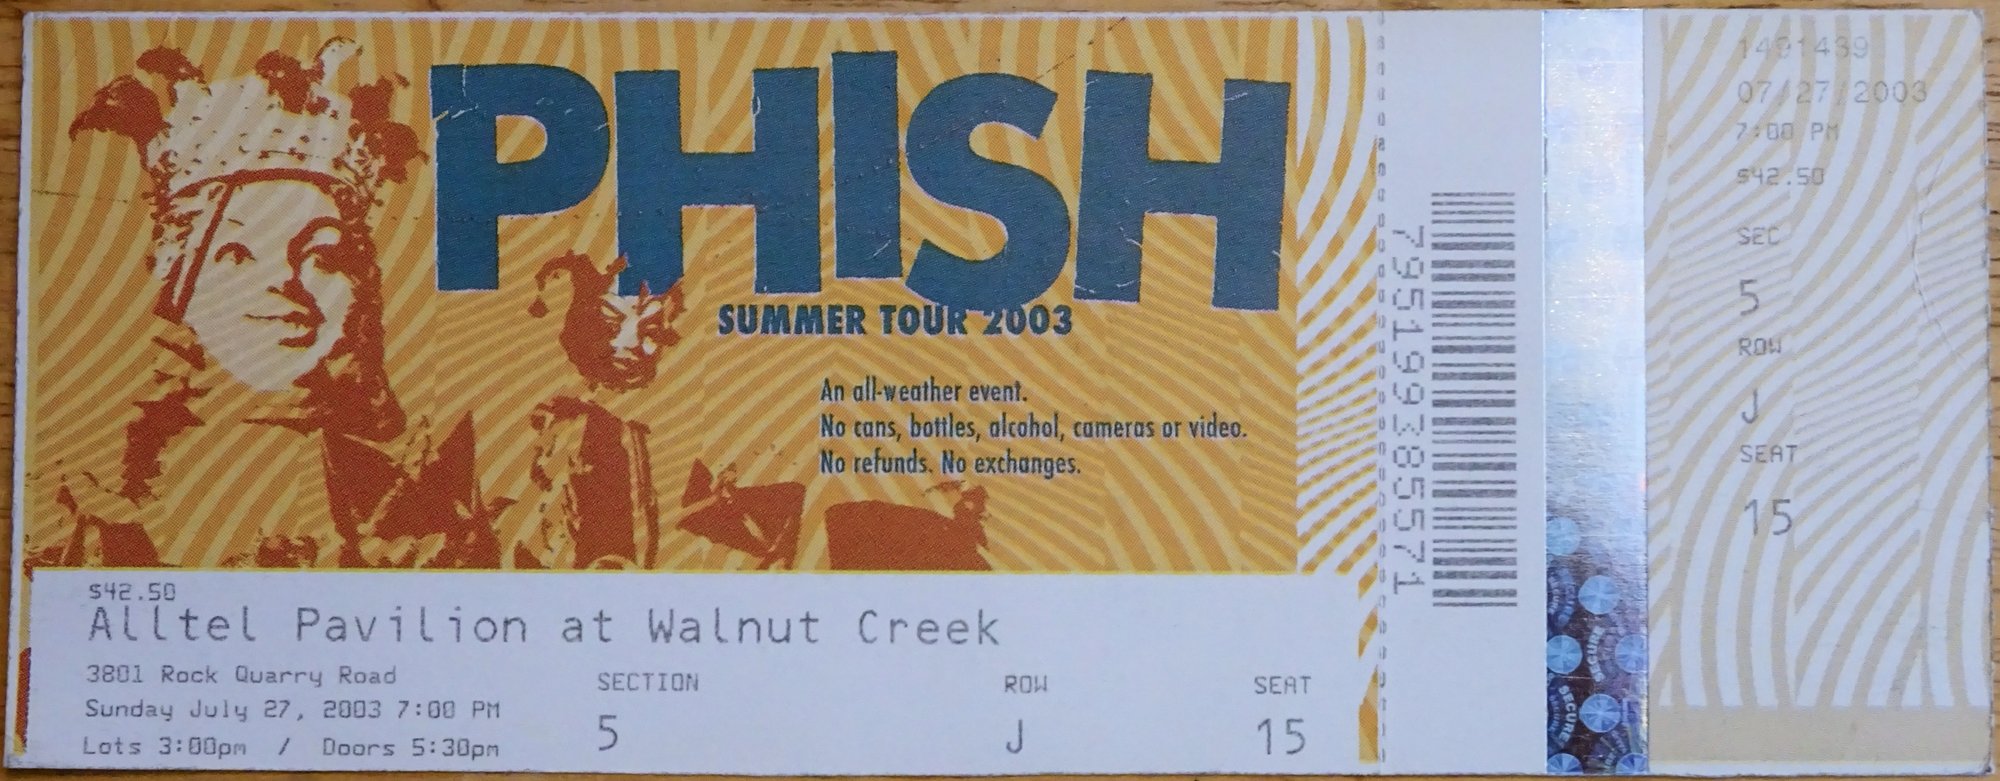 PHISH
SUMMER TOUR 2003
An all-weather event.
No cans, bottles, alcohol, cameras or video.
No refunds. No exchanges.
$42.50
Alltel Pavilion at Walnut Creek
3801 Rock Quarry Road
Sunday July 27, 2003 7:00 PM
Lots 3:00pm / Doors 5:30pm
SECTION
5
ROW
J
SEAT
15
795199385571
SECURE
1491439
07/27/2003
7:00 PM
$42.50
SEC
5
ROW
J
SEAT
15